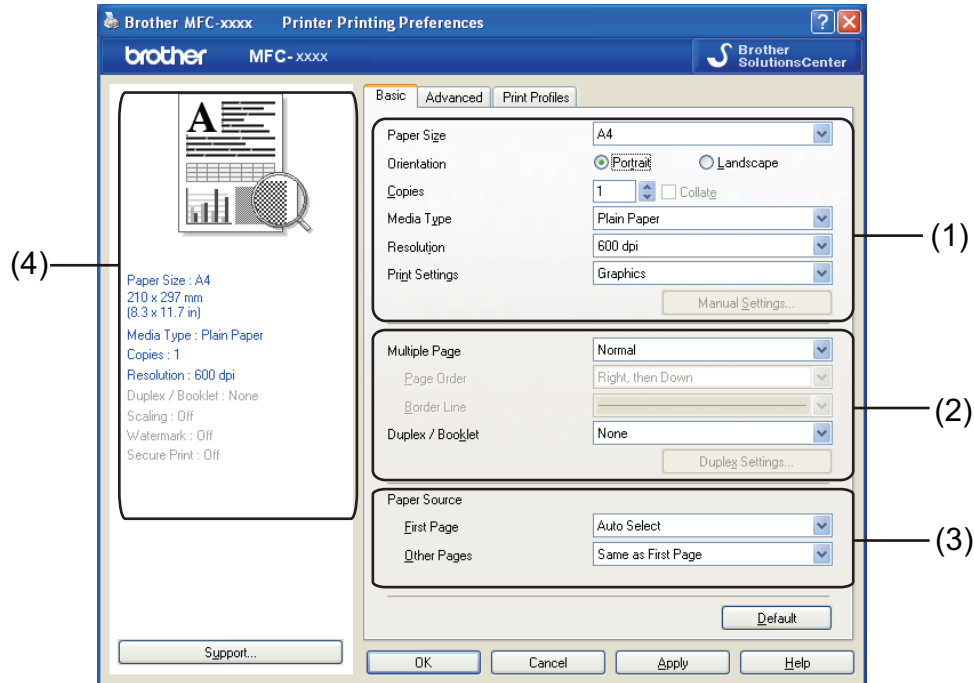 Brother MFC-xxxx Printer Printing Preferences
brother MFC-xxxx
Brother
SolutionsCenter
Basic Advanced Print Profiles
A
Paper Size : A4
210 x 297 mm
(8.3 x 11.7 in)
Media Type : Plain Paper
Copies : 1
Resolution : 600 dpi
Duplex / Booklet : None
Scaling : Off
Watermark : Off
Secure Print : Off
(4)
Support...
Paper Size A4
Orientation Portrait Landscape
Copies 1 Collate
Media Type Plain Paper
Resolution 600 dpi
Print Settings Graphics
Manual Settings...
(1)
Multiple Page Normal
Page Order Right, then Down
Border Line
Duplex / Booklet None
Duplex Settings...
(2)
Paper Source
First Page Auto Select
Other Pages Same as First Page
(3)
Default
OK Cancel Apply Help